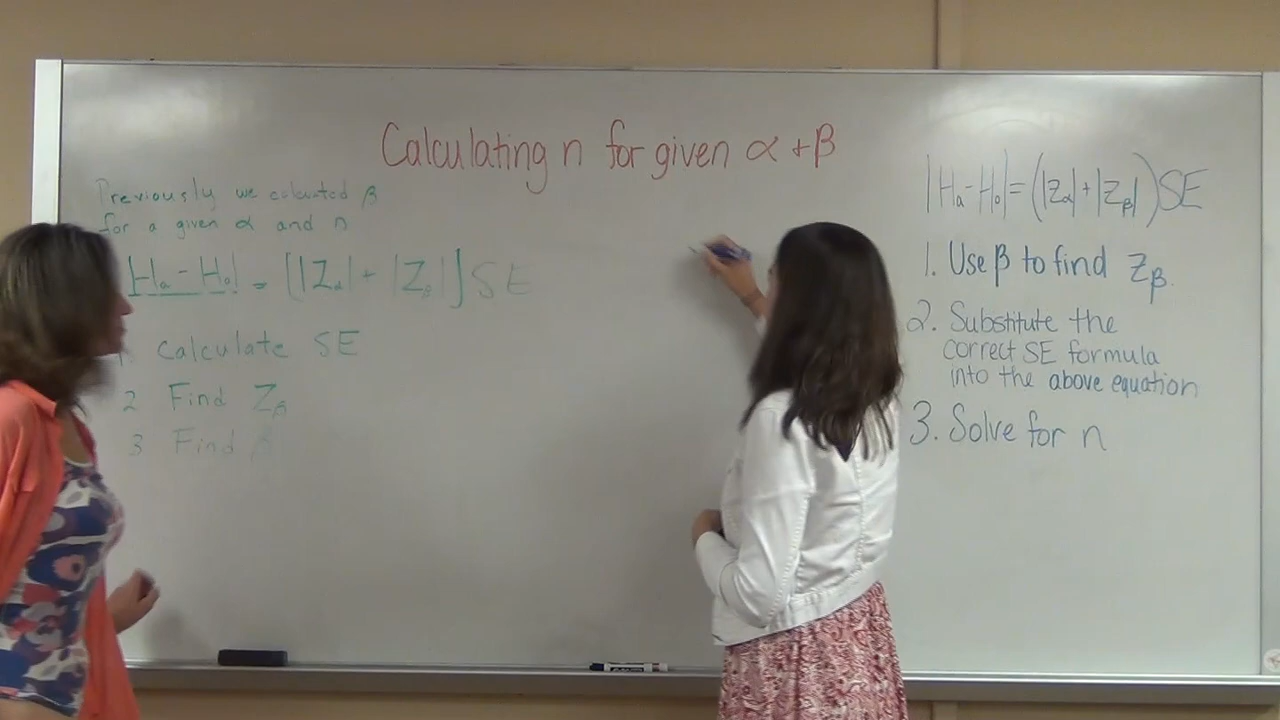 Calculating n for given α + β
Previously we calculated β
for a given α and n
|Ha - H0| = [|Zα| + |Zβ|] SE
1 Calculate SE
2 Find Zβ
3 Find β
|Ha - H0| = (|Zα| + |Zβ|) SE
1. Use β to find Zβ.
2. Substitute the
correct SE formula
into the above equation
3. Solve for n